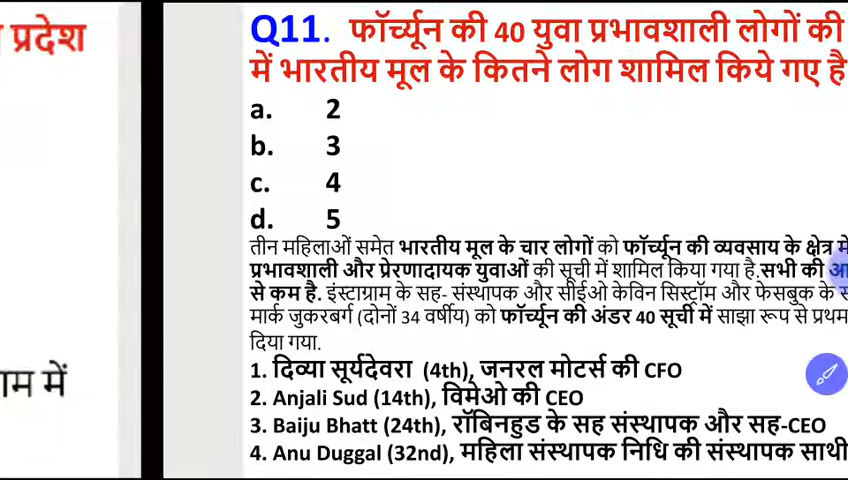 प्रदेश
Q11. फॉर्च्यून की 40 युवा प्रभावशाली लोगों की
में भारतीय मूल के कितने लोग शामिल किये गए है
a. 2
b. 3
c. 4
d. 5
तीन महिलाओं समेत भारतीय मूल के चार लोगों को फॉर्च्यून की व्यवसाय के क्षेत्र में
प्रभावशाली और प्रेरणादायक युवाओं की सूची में शामिल किया गया है.सभी की
से कम है. इंस्टाग्राम के सह- संस्थापक और सीईओ केविन सिस्ट्रॉम और फेसबुक के
मार्क जुकरबर्ग (दोनों 34 वर्षीय) को फॉर्च्यून की अंडर 40 सूची में साझा रूप से प्रथम
दिया गया.
1. दिव्या सूर्यदेवरा (4th), जनरल मोटर्स की CFO
2. Anjali Sud (14th), विमेओ की CEO
3. Baiju Bhatt (24th), रॉबिनहुड के सह संस्थापक और सह-CEO
4. Anu Duggal (32nd), महिला संस्थापक निधि की संस्थापक साथी
में